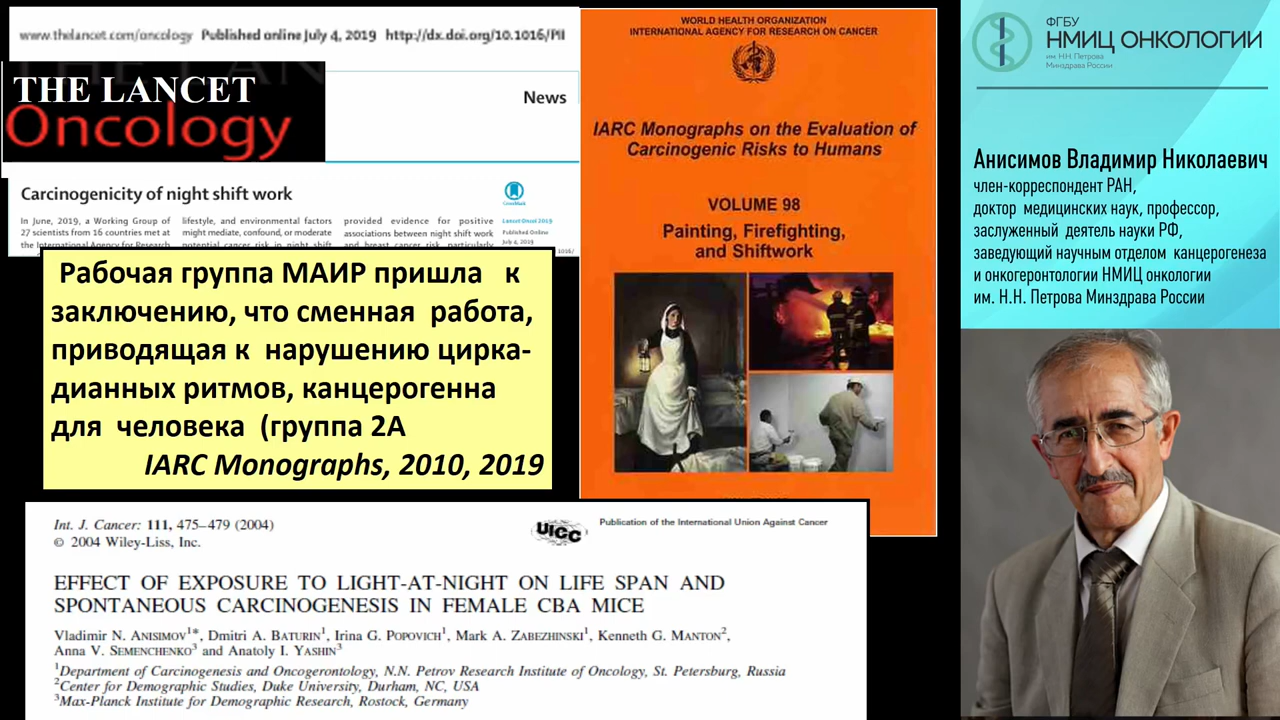 www.thelancet.com/oncology Published online July 4, 2019 http://dx.doi.org/10.1016/PII
THE LANCET
Oncology
News
Carcinogenicity of night shift work
CrossMark
In June, 2019, a Working Group of
27 scientists from 16 countries met at
the International Agency for Research
lifestyle, and environmental factors
might mediate, confound, or moderate
potential cancer risk in night shift
provided evidence for positive
associations between night shift work
and breast cancer risk, particularly
Lancet Oncol 2019
Published Online
July 4, 2019
Рабочая группа МАИР пришла к
заключению, что сменная работа,
приводящая к нарушению цирка-
дианных ритмов, канцерогенна
для человека (группа 2А
IARC Monographs, 2010, 2019
WORLD HEALTH ORGANIZATION
INTERNATIONAL AGENCY FOR RESEARCH ON CANCER
IARC Monographs on the Evaluation of
Carcinogenic Risks to Humans
VOLUME 98
Painting, Firefighting,
and Shiftwork
Int. J. Cancer: 111, 475–479 (2004)
© 2004 Wiley-Liss, Inc.
UICC
Publication of the International Union Against Cancer
EFFECT OF EXPOSURE TO LIGHT-AT-NIGHT ON LIFE SPAN AND
SPONTANEOUS CARCINOGENESIS IN FEMALE CBA MICE
Vladimir N. ANISIMOV1*, Dmitri A. BATURIN1, Irina G. POPOVICH1, Mark A. ZABEZHINSKI1, Kenneth G. MANTON2,
Anna V. SEMENCHENKO3 and Anatoly I. YASHIN3
1Department of Carcinogenesis and Oncogerontology, N.N. Petrov Research Institute of Oncology, St. Petersburg, Russia
2Center for Demographic Studies, Duke University, Durham, NC, USA
3Max-Planck Institute for Demographic Research, Rostock, Germany
ФГБУ
НМИЦ ОНКОЛОГИИ
им. Н.Н. Петрова
Минздрава России
Анисимов Владимир Николаевич
член-корреспондент РАН,
доктор медицинских наук, профессор,
заслуженный деятель науки РФ,
заведующий научным отделом канцерогенеза
и онкогеронтологии НМИЦ онкологии
им. Н.Н. Петрова Минздрава России